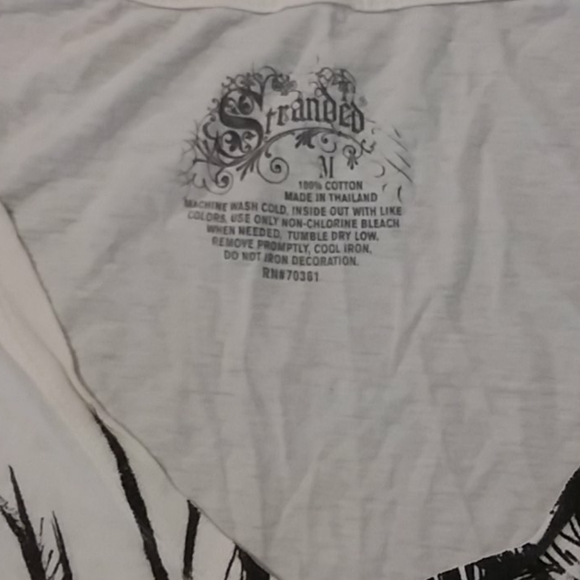 Stranded
M
100% COTTON
MADE IN THAILAND
MACHINE WASH COLD, INSIDE OUT WITH LIKE
COLORS, USE ONLY NON-CHLORINE BLEACH
WHEN NEEDED, TUMBLE DRY LOW,
REMOVE PROMPTLY, COOL IRON,
DO NOT IRON DECORATION.
RN#70361